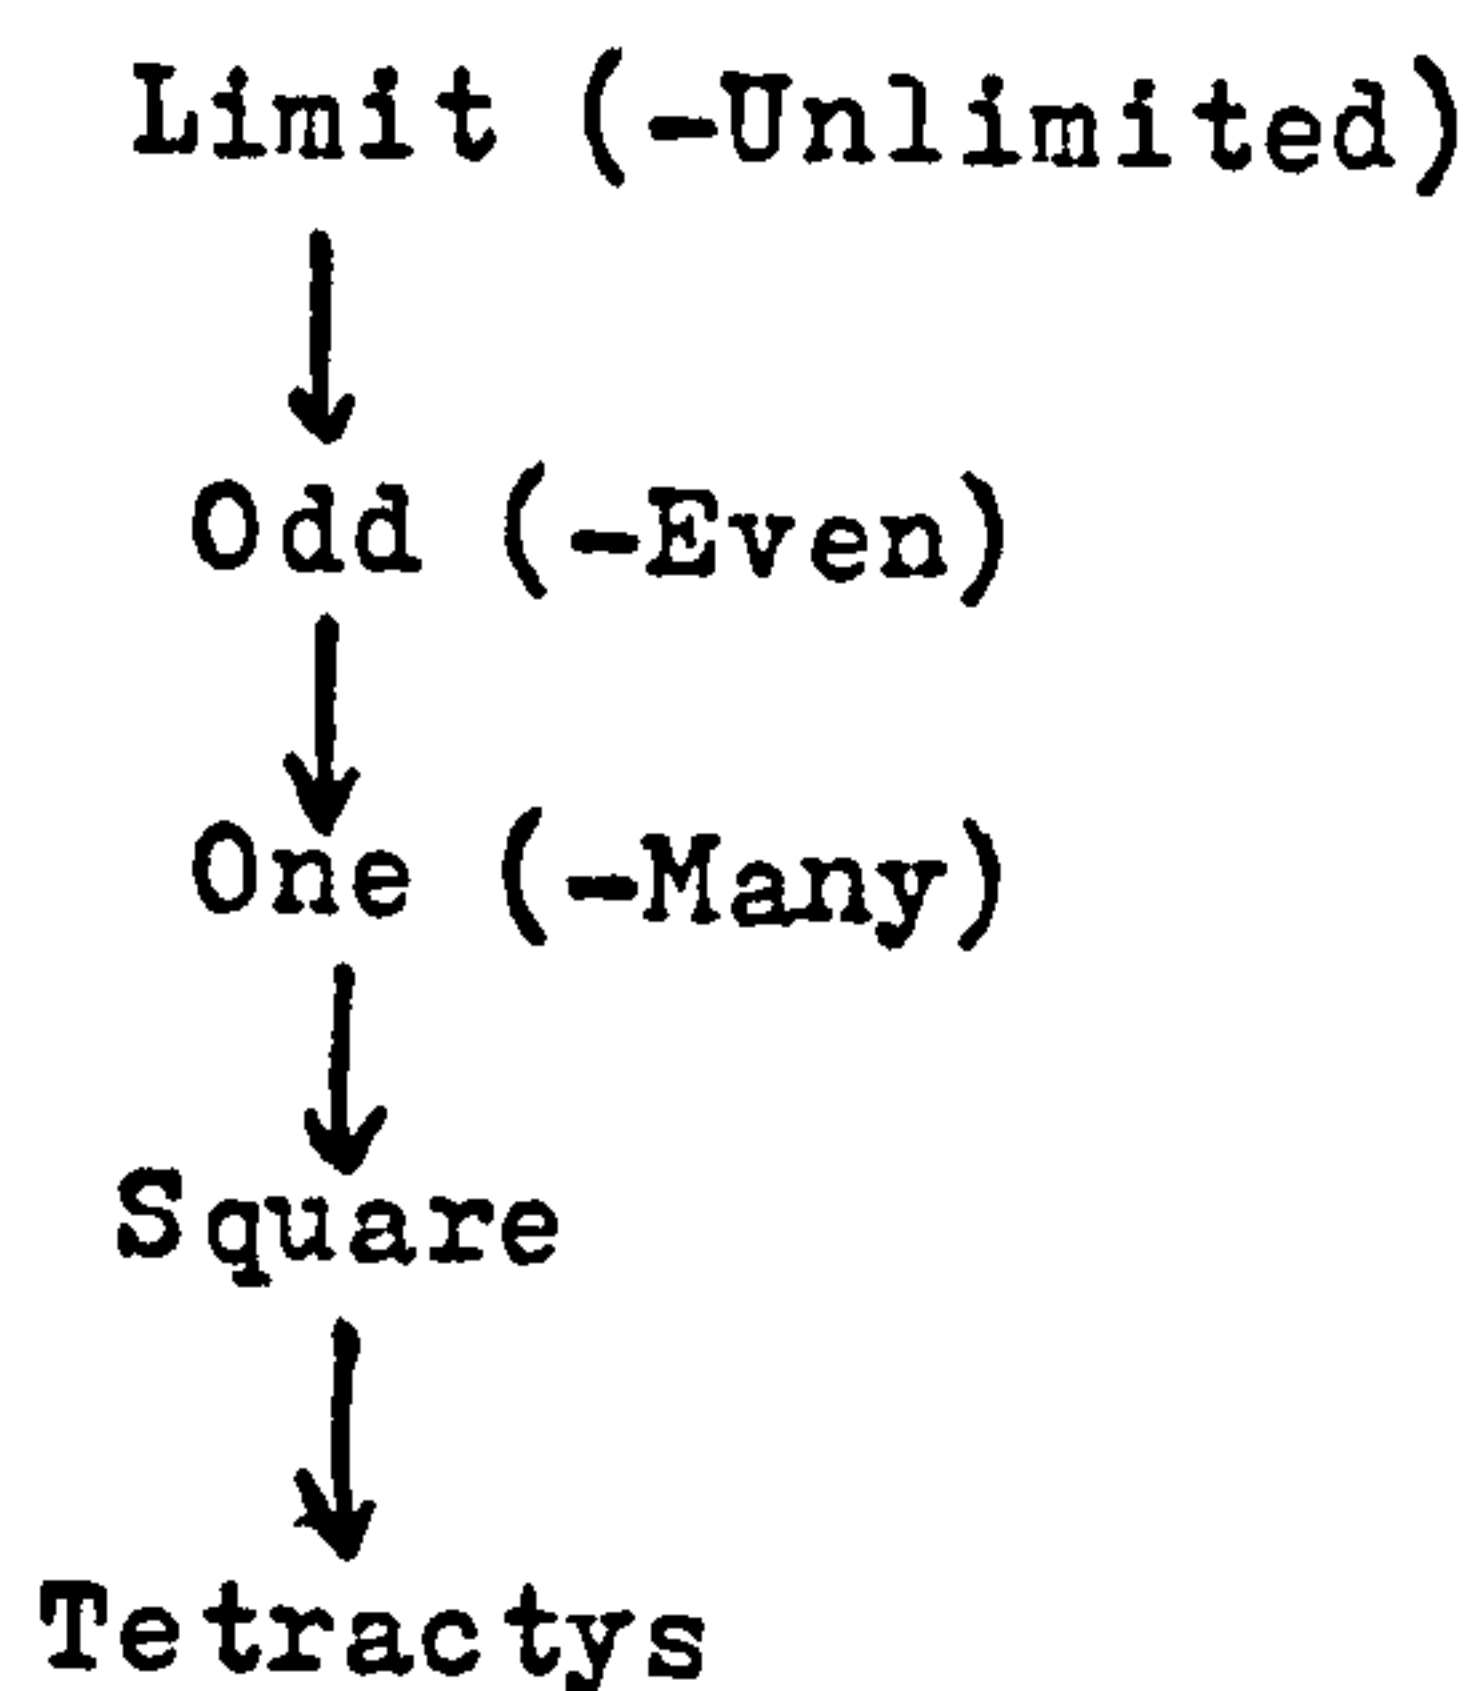 Limit (-Unlimited)
Odd (-Even)
One (-Many)
Square
Tetractys